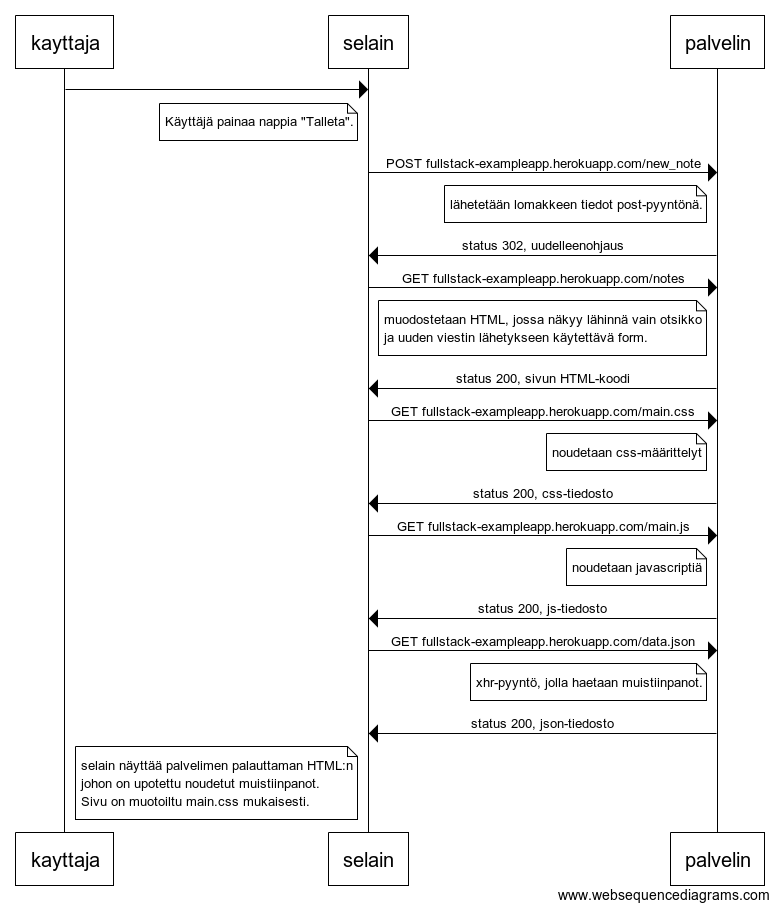 kayttaja
selain
palvelin
Käyttäjä painaa nappia "Talleta".
POST fullstack-exampleapp.herokuapp.com/new_note
lähetetään lomakkeen tiedot post-pyyntönä.
status 302, uudelleenohjaus
GET fullstack-exampleapp.herokuapp.com/notes
muodostetaan HTML, jossa näkyy lähinnä vain otsikko
ja uuden viestin lähetykseen käytettävä form.
status 200, sivun HTML-koodi
GET fullstack-exampleapp.herokuapp.com/main.css
noudetaan css-määrittelyt
status 200, css-tiedosto
GET fullstack-exampleapp.herokuapp.com/main.js
noudetaan javascriptiä
status 200, js-tiedosto
GET fullstack-exampleapp.herokuapp.com/data.json
xhr-pyyntö, jolla haetaan muistiinpanot.
status 200, json-tiedosto
selain näyttää palvelimen palauttaman HTML:n
johon on upotettu noudetut muistiinpanot.
Sivu on muotoiltu main.css mukaisesti.
kayttaja
selain
palvelin
www.websequencediagrams.com